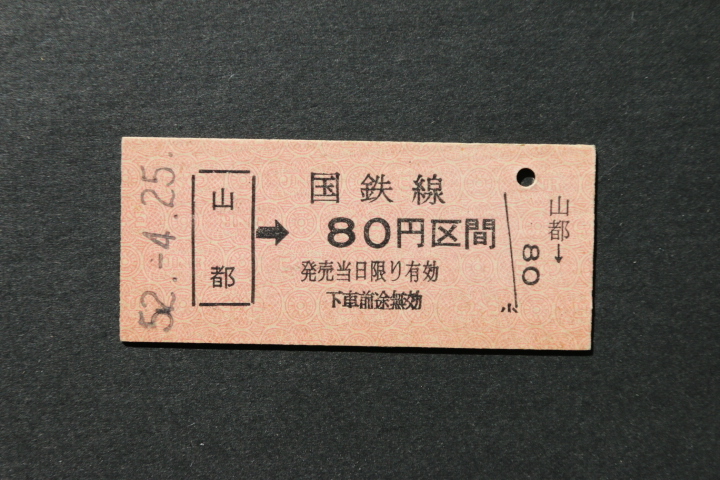 52.-4.25.
山都
→
国鉄線
80円区間
発売当日限り有効
下車前途無効
山都→
80